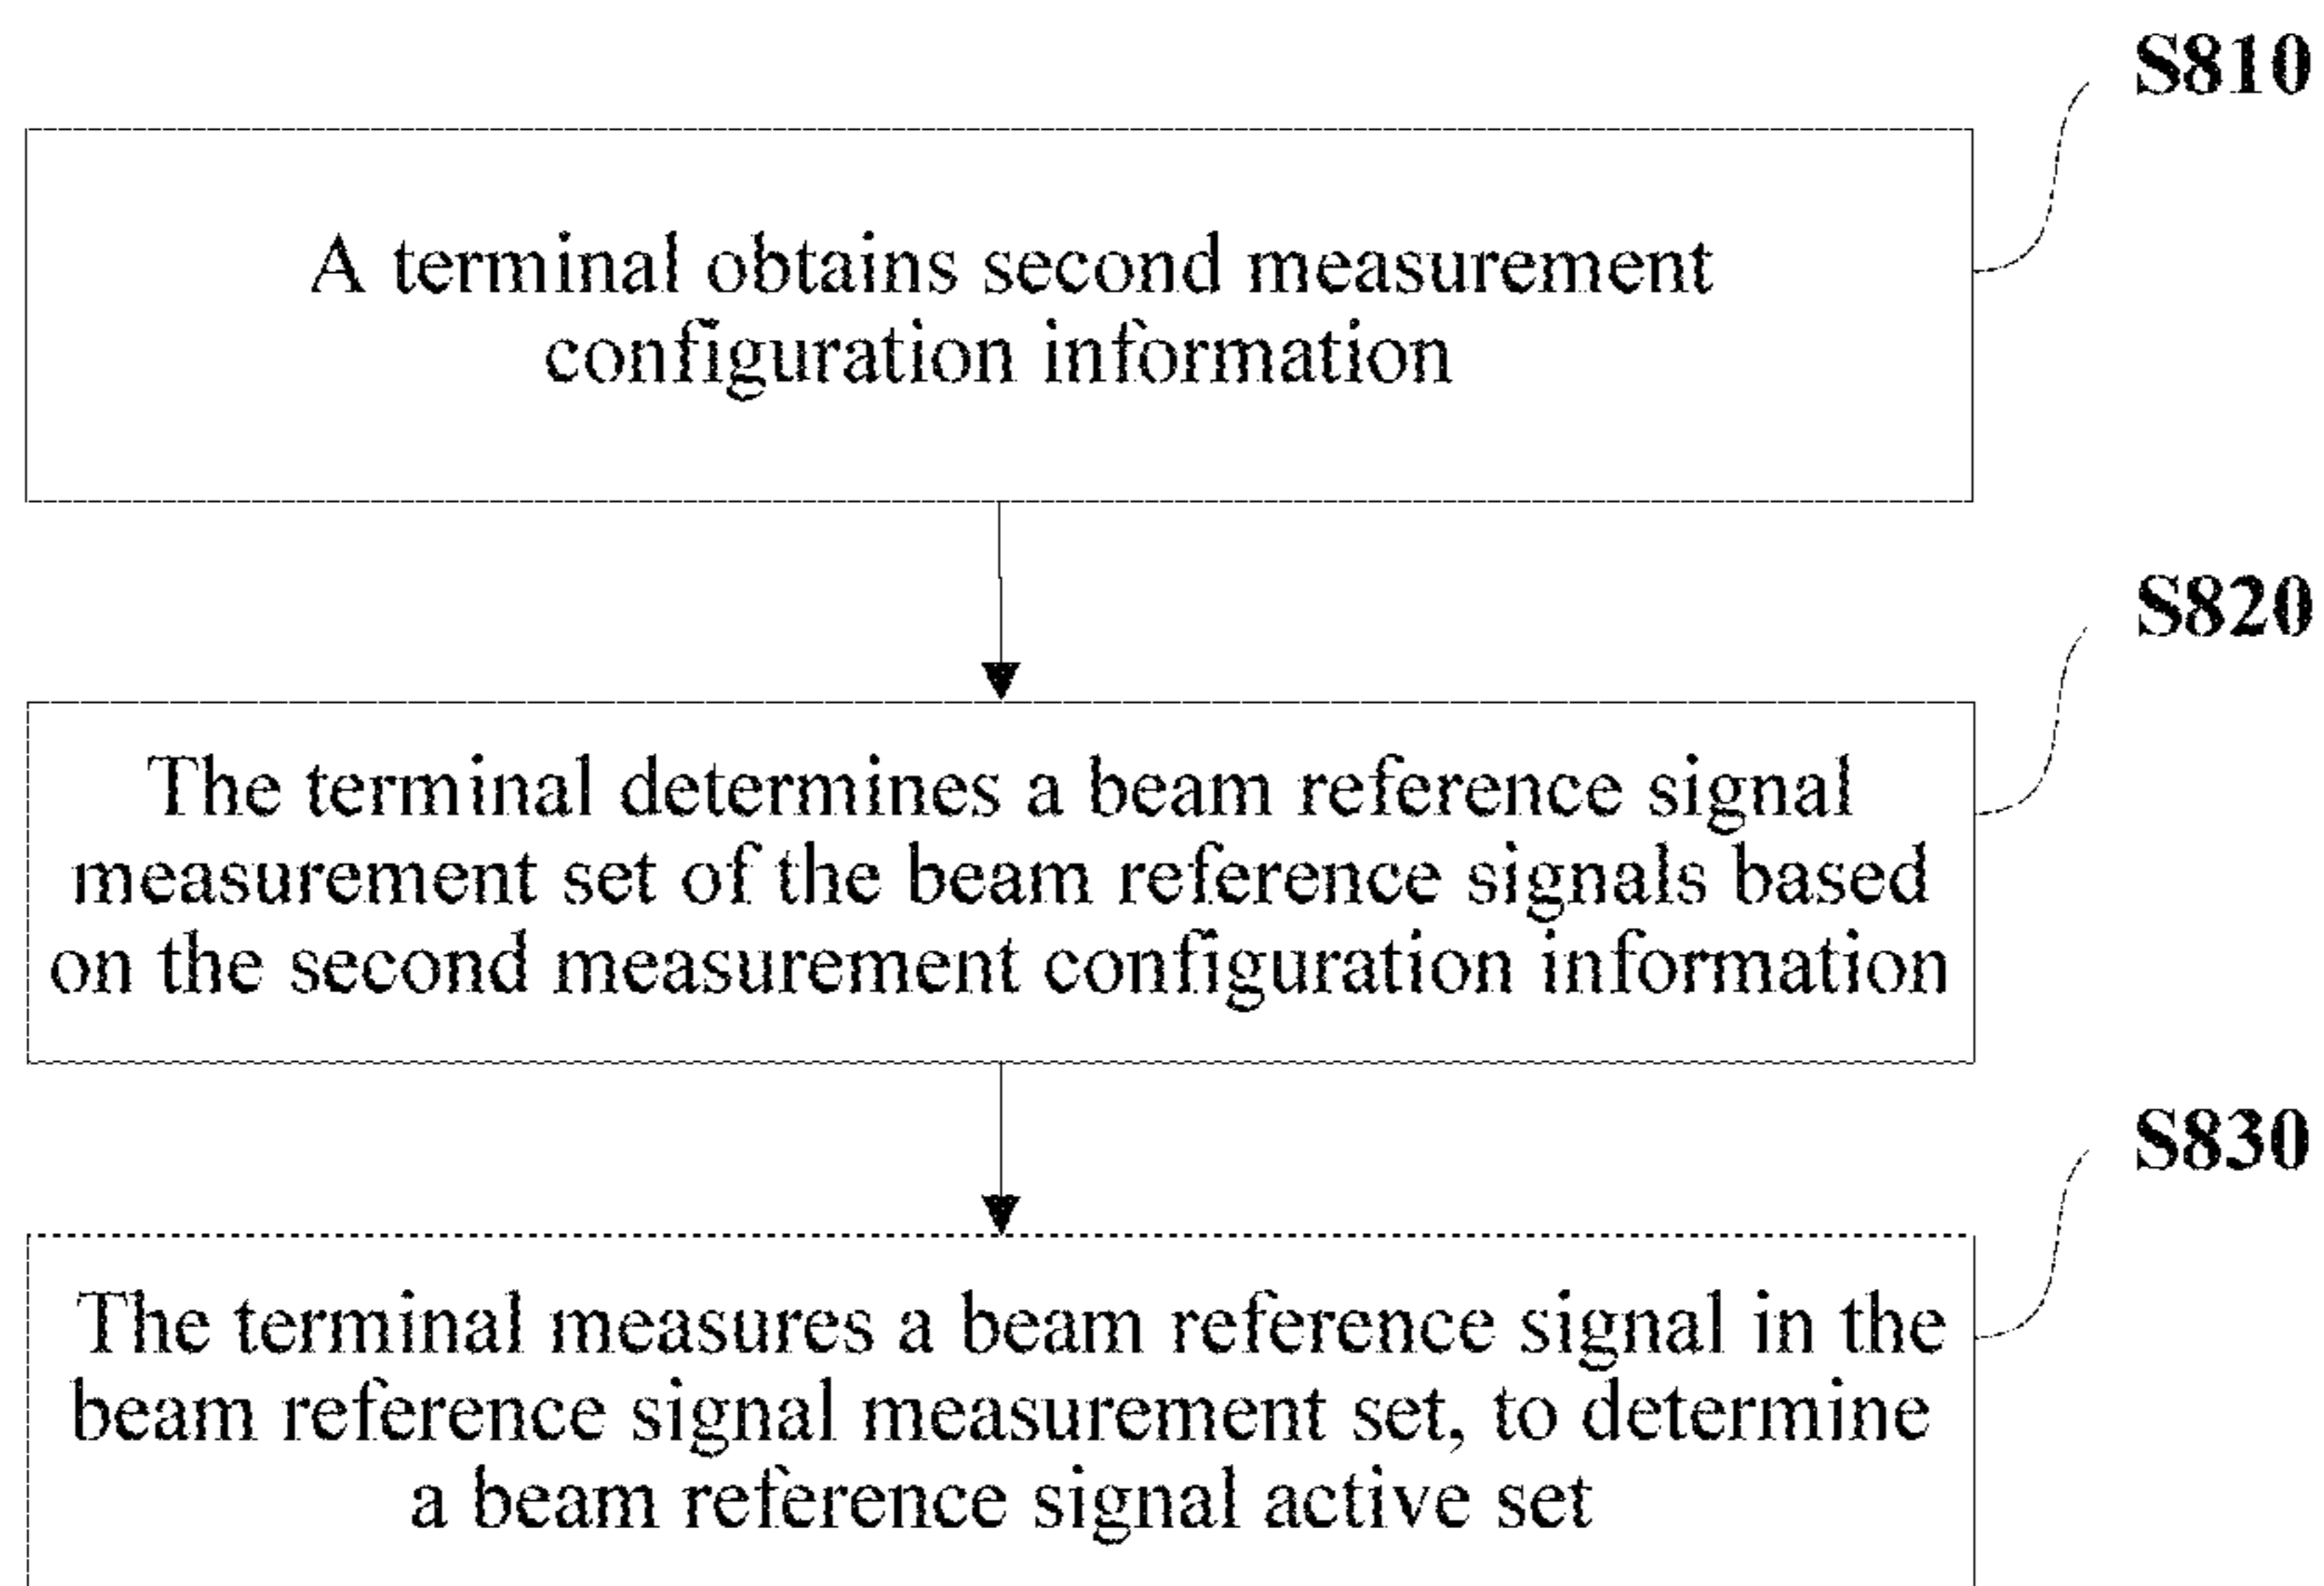 S810
A terminal obtains second measurement
configuration information
S820
The terminal determines a beam reference signal
measurement set of the beam reference signals based
on the second measurement configuration information
S830
The terminal measures a beam reference signal in the
beam reference signal measurement set, to determine
a beam reference signal active set